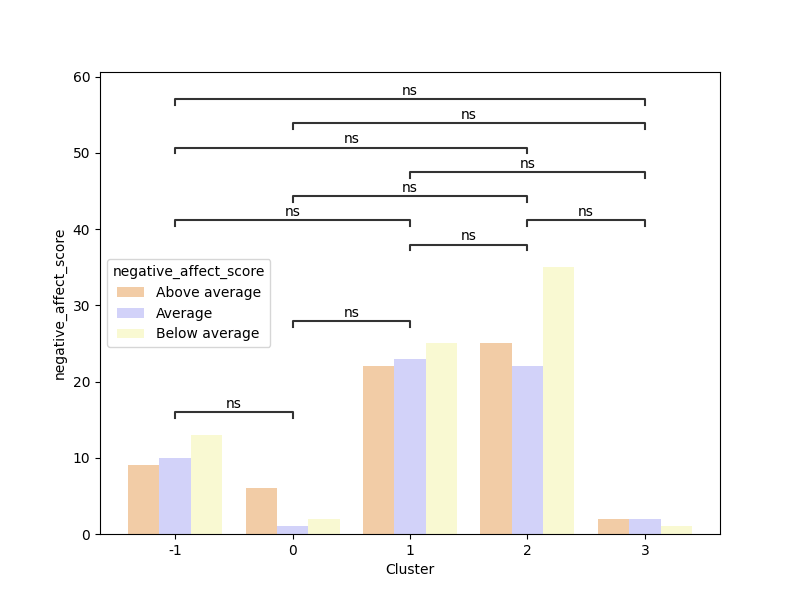 60
50
40
30
20
10
0
negative_affect_score
ns
ns
ns
ns
ns
ns
ns
ns
ns
ns
negative_affect_score
Above average
Average
Below average
-1
0
1
2
3
Cluster